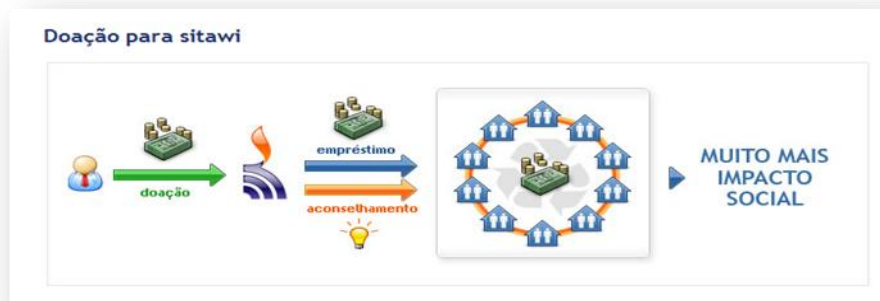 Doação para sitawi
doação
empréstimo
aconselhamento
MUITO MAIS
IMPACTO
SOCIAL